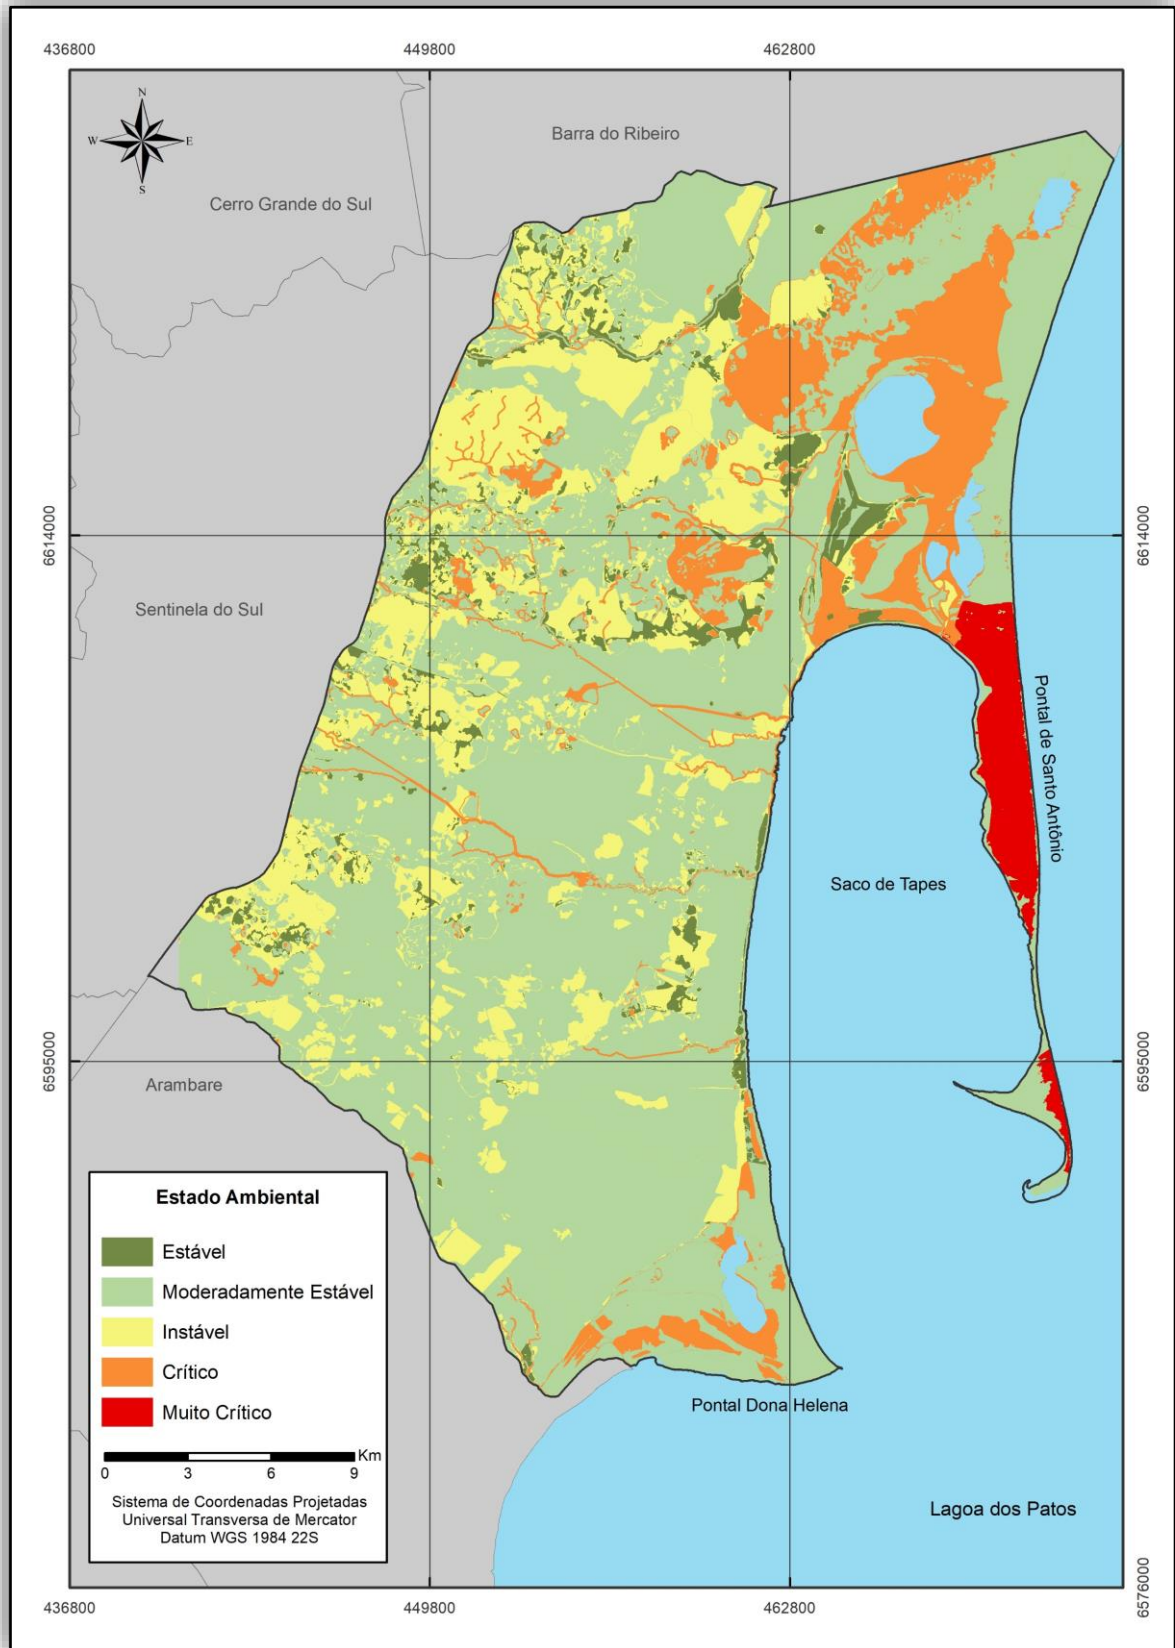 436800
449800
462800
N
W
E
S
Barra do Ribeiro
Cerro Grande do Sul
6614000
6614000
Sentinela do Sul
Pontal de Santo Antônio
Saco de Tapes
6595000
6595000
Arambare
Estado Ambiental
Estável
Moderadamente Estável
Instável
Crítico
Muito Crítico
Km
0 3 6 9
Sistema de Coordenadas Projetadas
Universal Transversa de Mercator
Datum WGS 1984 22S
Pontal Dona Helena
Lagoa dos Patos
6576000
436800
449800
462800